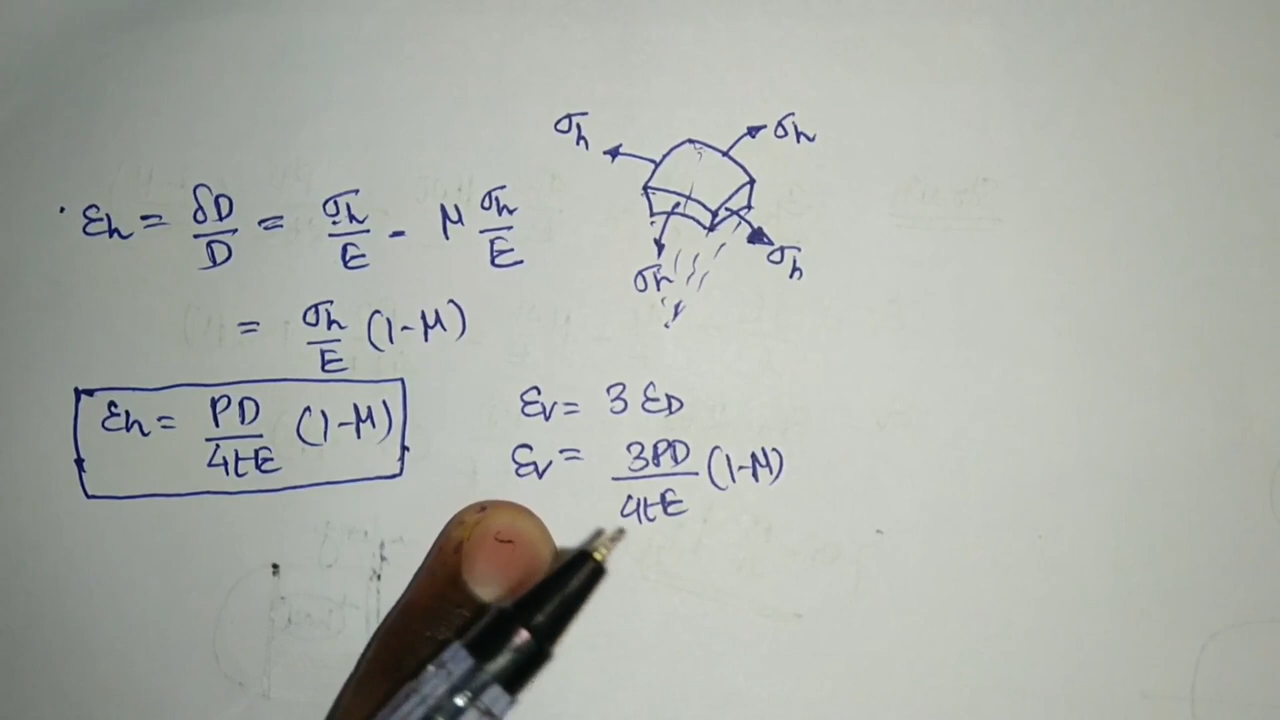 σh
σh
εh = δD/D = σh/E - μ σh/E
σh
σh
= σh/E (1-μ)
εh = PD/4tE (1-μ)
εv = 3 εD
εv = 3PD/4tE (1-μ)